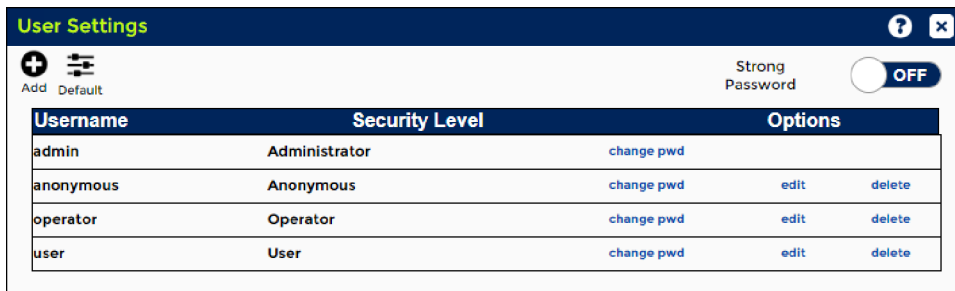 User Settings
?
Add Default
Strong Password
OFF
Username Security Level Options
admin Administrator change pwd
anonymous Anonymous change pwd edit delete
operator Operator change pwd edit delete
user User change pwd edit delete